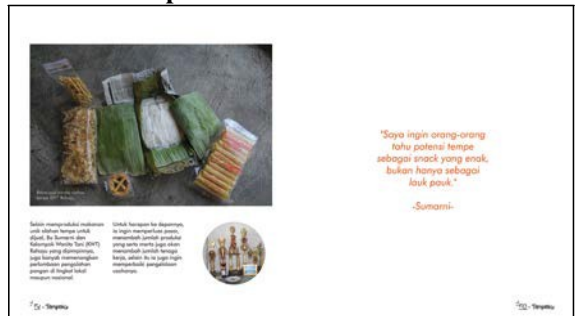 Selain memproduksi makanan
unik olahan tempe untuk
dijual, Bu Sumarni dan
Kelompok Wanita Tani (KWT)
Rahayu yang dipimpinnya,
juga banyak memenangkan
perlombaan pengolahan
pangan di tingkat lokal
maupun nasional.
Untuk harapan ke depannya,
ia ingin memperluas pasar,
menambah jumlah produksi
yang serta merta juga akan
menambah jumlah tenaga
kerja, selain itu ia juga ingin
memperbaiki pengelolaan
usahanya.
"Saya ingin orang-orang
tahu potensi tempe
sebagai snack yang enak,
bukan hanya sebagai
lauk pauk."
-Sumarni-